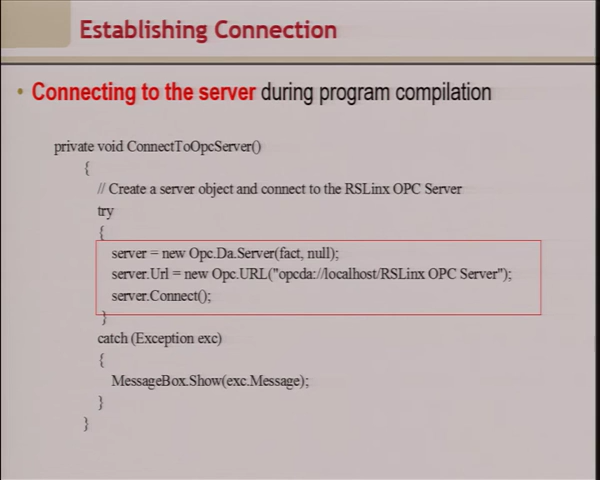 Establishing Connection
• Connecting to the server during program compilation
private void ConnectToOpcServer()
{
// Create a server object and connect to the RSLinx OPC Server
try
{
server = new Opc.Da.Server(fact, null);
server.Url = new Opc.URL("opcda://localhost/RSLinx OPC Server");
server.Connect();
}
catch (Exception exc)
{
MessageBox.Show(exc.Message);
}
}